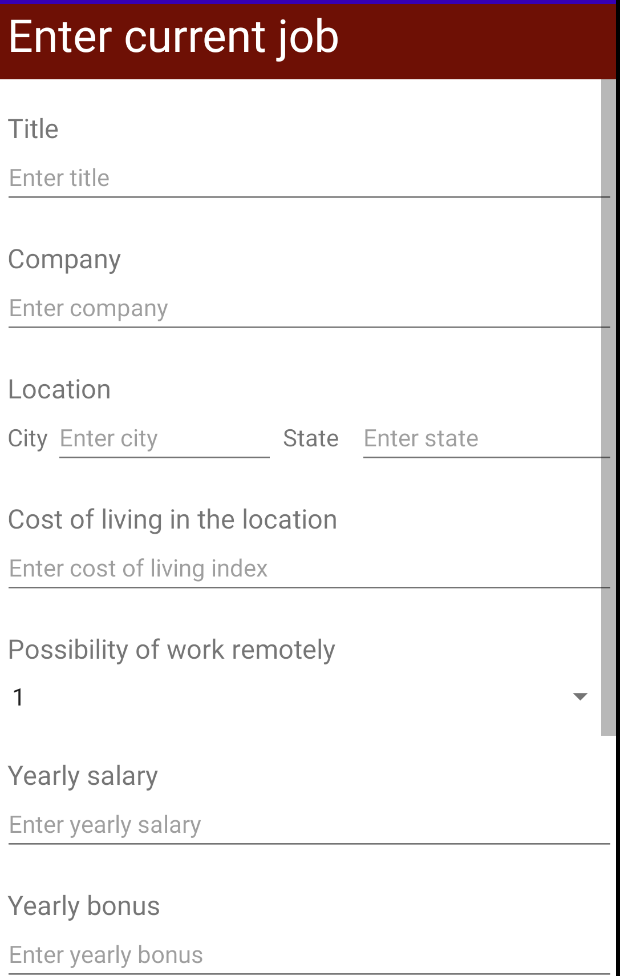 Enter current job
Title
Enter title
Company
Enter company
Location
City Enter city State Enter state
Cost of living in the location
Enter cost of living index
Possibility of work remotely
1
Yearly salary
Enter yearly salary
Yearly bonus
Enter yearly bonus